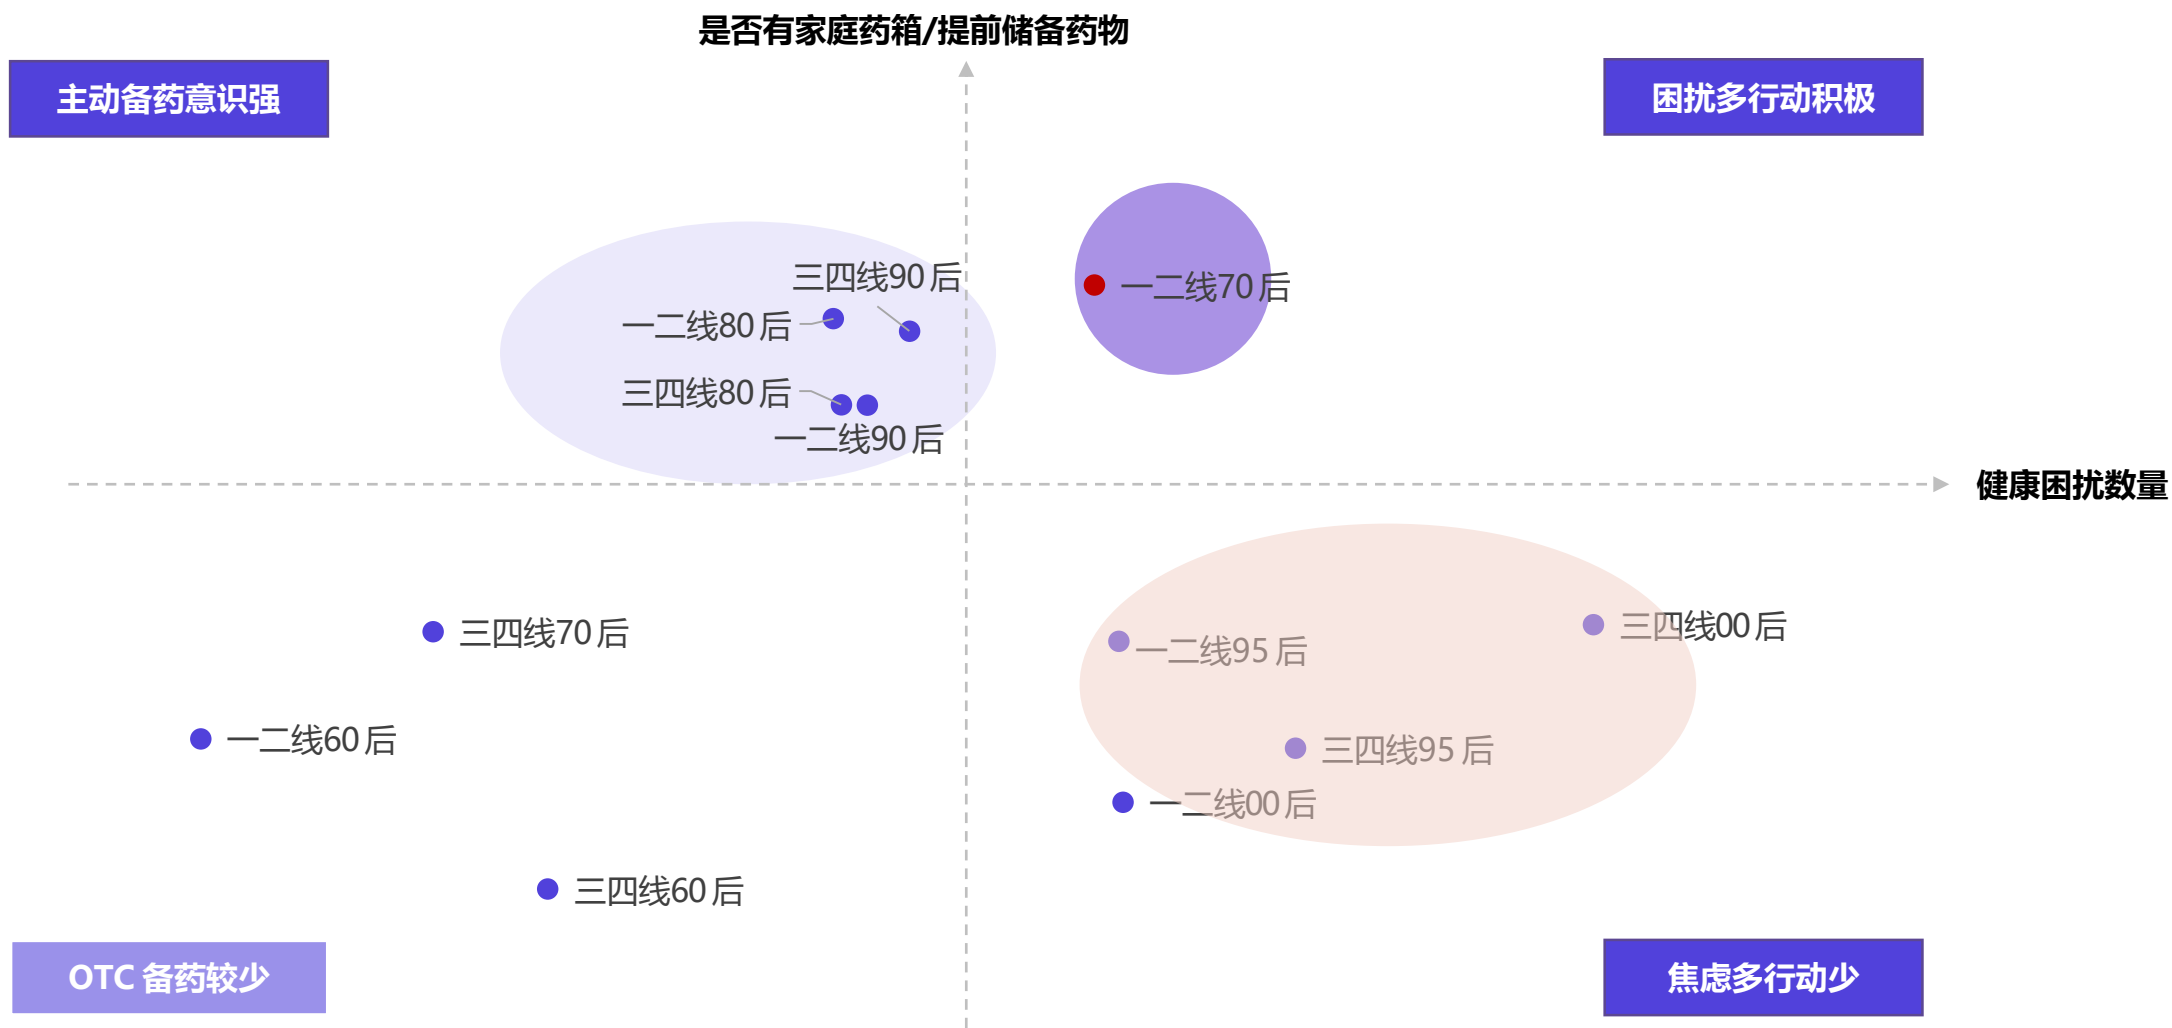 是否有家庭药箱/提前储备药物
主动备药意识强
困扰多行动积极
三四线90后
一二线70后
一二线80后
三四线80后
一二线90后
健康困扰数量
三四线00后
三四线70后
一二线95后
一二线60后
三四线95后
一二线00后
三四线60后
OTC 备药较少
焦虑多行动少